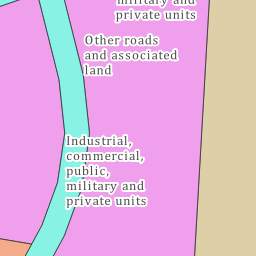 military and
private units
Other roads
and associated
land
Industrial,
commercial,
public,
military and
private units